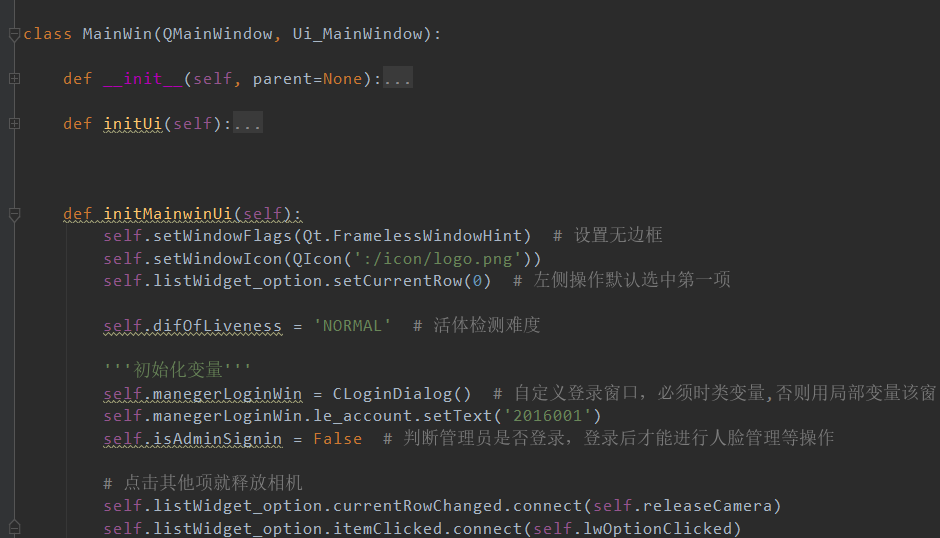 class MainWin(QMainWindow, Ui_MainWindow):
def __init__(self, parent=None):...
def initUi(self):...
def initMainwinUi(self):
self.setWindowFlags(Qt.FramelessWindowHint)  # 设置无边框
self.setWindowIcon(QIcon(':/icon/logo.png'))
self.listWidget_option.setCurrentRow(0)  # 左侧操作默认选中第一项
self.difOfLiveness = 'NORMAL'  # 活体检测难度
'''初始化变量'''
self.manegerLoginWin = CLoginDialog()  # 自定义登录窗口，必须时类变量,否则用局部变量该窗
self.manegerLoginWin.le_account.setText('2016001')
self.isAdminSignin = False  # 判断管理员是否登录，登录后才能进行人脸管理等操作
# 点击其他项就释放相机
self.listWidget_option.currentRowChanged.connect(self.releaseCamera)
self.listWidget_option.itemClicked.connect(self.lwOptionClicked)